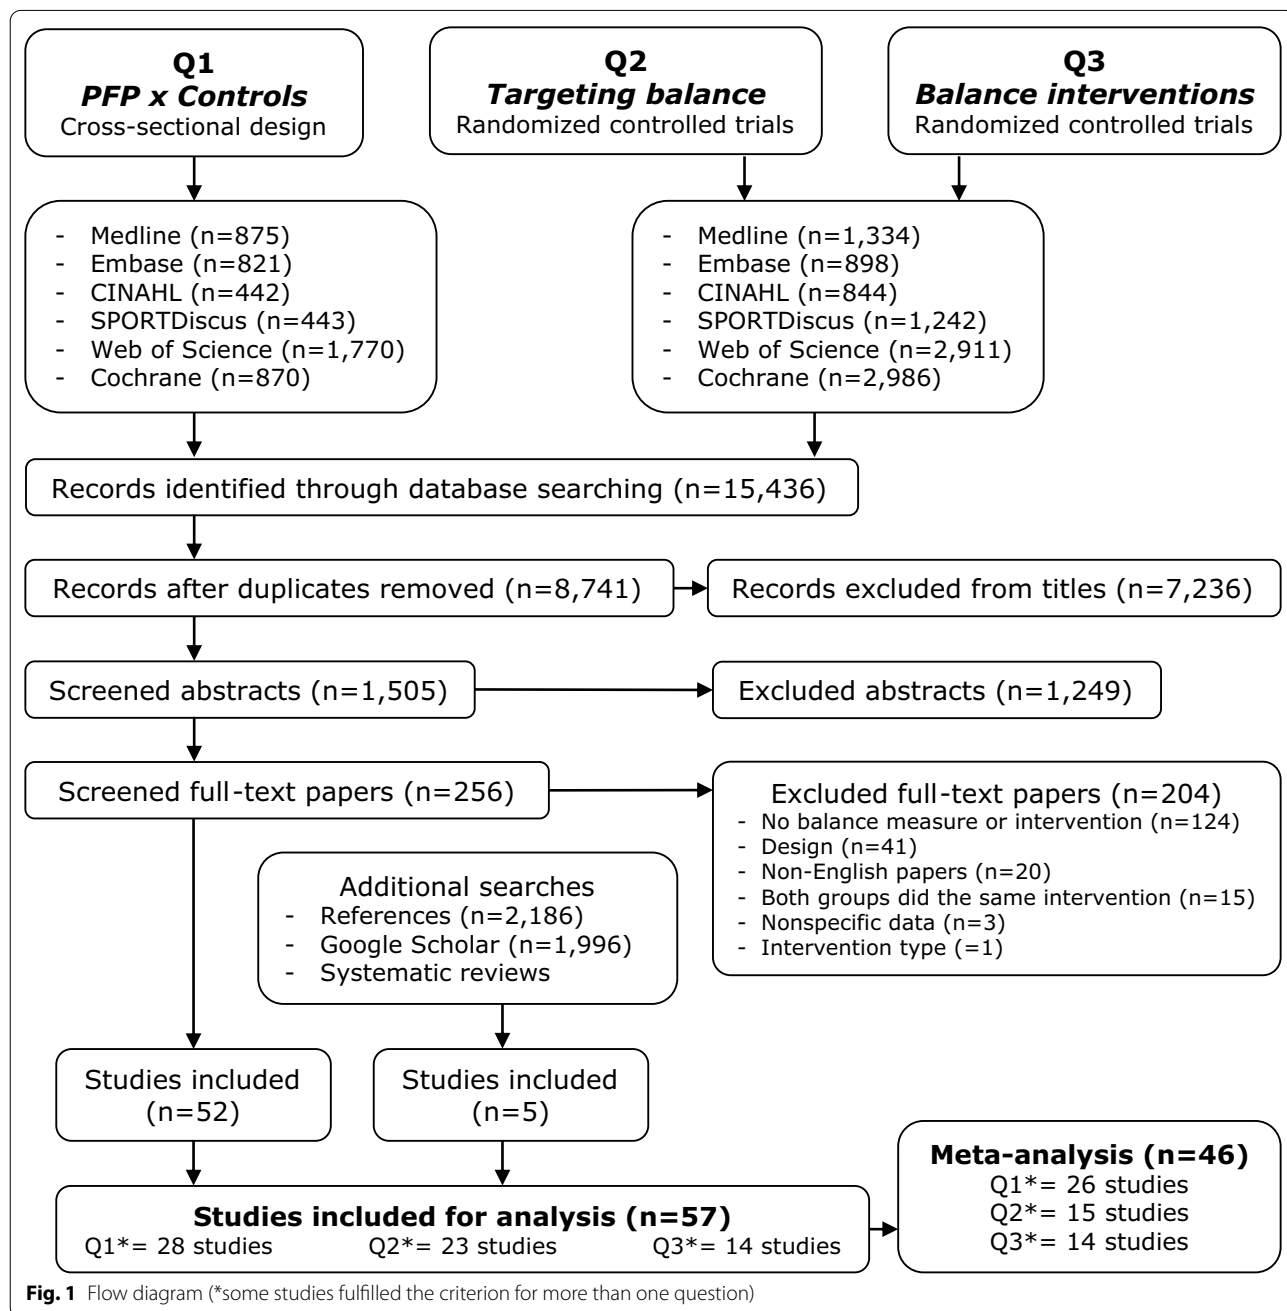 Q1
PFP x Controls
Cross-sectional design
Q2
Targeting balance
Randomized controlled trials
Q3
Balance interventions
Randomized controlled trials
- Medline (n=875)
- Embase (n=821)
- CINAHL (n=442)
- SPORTDiscus (n=443)
- Web of Science (n=1,770)
- Cochrane (n=870)
- Medline (n=1,334)
- Embase (n=898)
- CINAHL (n=844)
- SPORTDiscus (n=1,242)
- Web of Science (n=2,911)
- Cochrane (n=2,986)
Records identified through database searching (n=15,436)
Records after duplicates removed (n=8,741)
Records excluded from titles (n=7,236)
Screened abstracts (n=1,505)
Excluded abstracts (n=1,249)
Screened full-text papers (n=256)
Excluded full-text papers (n=204)
- No balance measure or intervention (n=124)
- Design (n=41)
- Non-English papers (n=20)
- Both groups did the same intervention (n=15)
- Nonspecific data (n=3)
- Intervention type (=1)
Additional searches
- References (n=2,186)
- Google Scholar (n=1,996)
- Systematic reviews
Studies included
(n=52)
Studies included
(n=5)
Studies included for analysis (n=57)
Q1*= 28 studies Q2*= 23 studies Q3*= 14 studies
Meta-analysis (n=46)
Q1*= 26 studies
Q2*= 15 studies
Q3*= 14 studies
Fig. 1 Flow diagram (*some studies fulfilled the criterion for more than one question)